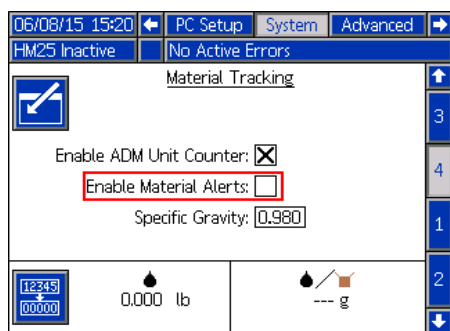 06/08/15 15:20 PC Setup System Advanced
HM25 Inactive No Active Errors
Material Tracking
3
Enable ADM Unit Counter:
4
Enable Material Alerts:
Specific Gravity: 0.980
1
2
12345
00000
0.000 lb
/
--- g